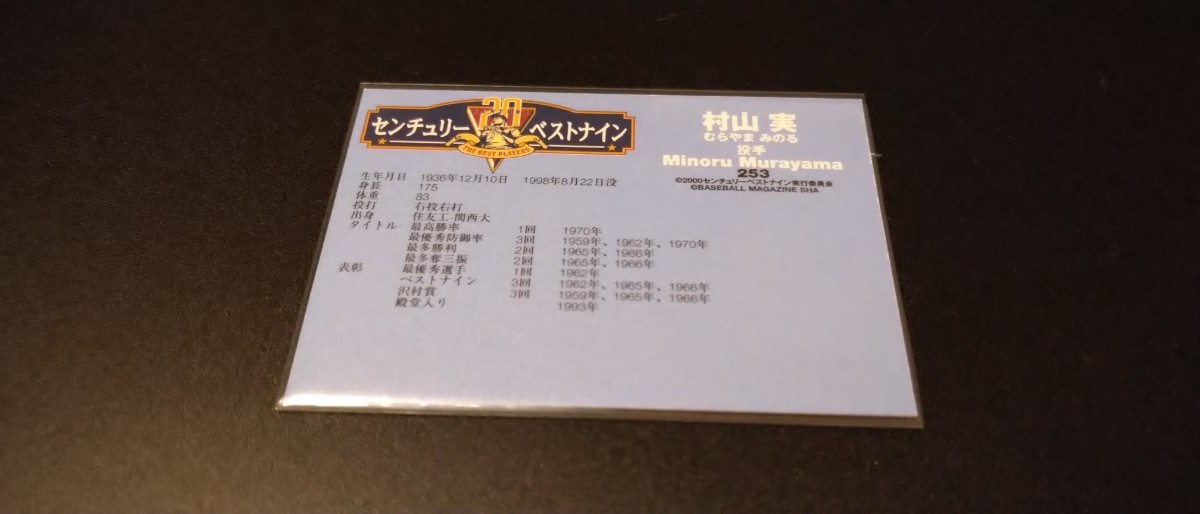 20
センチュリー ベストナイン
THE BEST PLAYERS
村山 実
むらやま みのる
投手
Minoru Murayama
253
©2000センチュリーベストナイン実行委員会
©BASEBALL MAGAZINE SHA
生年月日 1936年12月10日 1998年8月22日没
身長 175
体重 83
投打 右投右打
出身 住友工-関西大
タイトル 最高勝率 1回 1970年
最優秀防御率 3回 1959年、1962年、1970年
最多勝利 2回 1965年、1966年
最多奪三振 2回 1965年、1966年
表彰 最優秀選手 1回 1962年
ベストナイン 3回 1962年、1965年、1966年
沢村賞 3回 1959年、1965年、1966年
殿堂入り 1993年